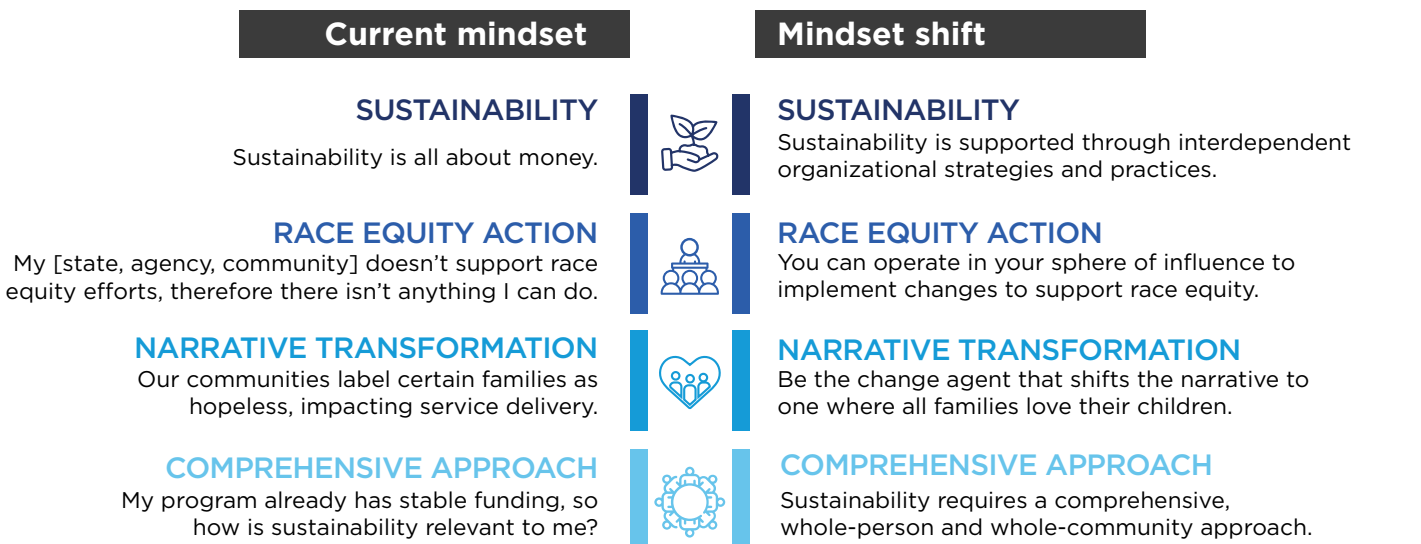 Current mindset
Mindset shift
SUSTAINABILITY
Sustainability is all about money.
SUSTAINABILITY
Sustainability is supported through interdependent
organizational strategies and practices.
RACE EQUITY ACTION
My [state, agency, community] doesn’t support race
equity efforts, therefore there isn’t anything I can do.
RACE EQUITY ACTION
You can operate in your sphere of influence to
implement changes to support race equity.
NARRATIVE TRANSFORMATION
Our communities label certain families as
hopeless, impacting service delivery.
NARRATIVE TRANSFORMATION
Be the change agent that shifts the narrative to
one where all families love their children.
COMPREHENSIVE APPROACH
My program already has stable funding, so
how is sustainability relevant to me?
COMPREHENSIVE APPROACH
Sustainability requires a comprehensive,
whole-person and whole-community approach.